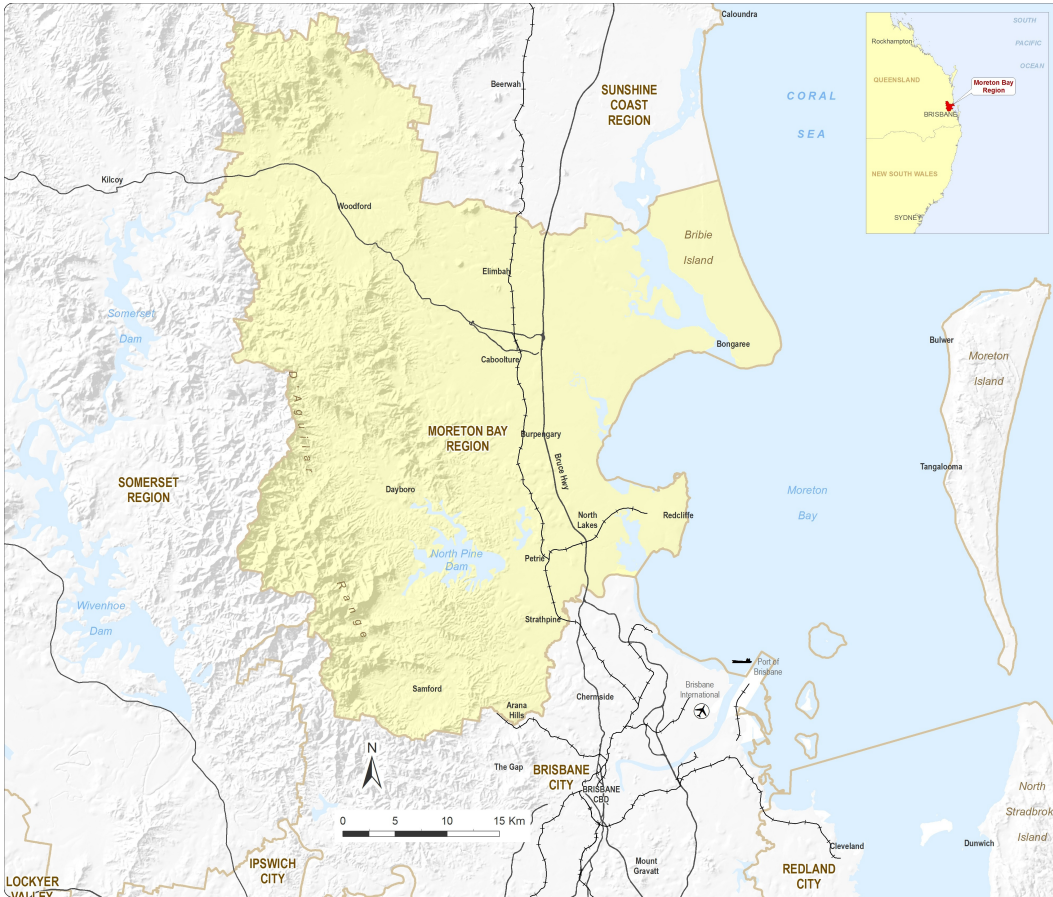 Caloundra
SOUTH
PACIFIC
OCEAN
Rockhampton
QUEENSLAND
Moreton Bay
Region
BRISBANE
NEW SOUTH WALES
SYDNEY
Beerwah
SUNSHINE
COAST
REGION
CORAL
SEA
Kilcoy
Woodford
Bribie
Island
Elimbah
Somerset
Dam
Bongaree
Bulwer
Moreton
Island
Caboolture
D'Aguilar
MORETON BAY
REGION
Burpengary
Bruce Hwy
SOMERSET
REGION
Tangalooma
Dayboro
Moreton
Bay
North
Lakes
Redcliffe
North Pine
Dam
Petrie
Range
Wivenhoe
Dam
Strathpine
Port of
Brisbane
Samford
Brisbane
International
Chermside
Arana
Hills
N
The Gap
BRISBANE
CITY
BRISBANE
CBD
North
Stradbrok
Island
0 5 10 15 Km
Cleveland
Dunwich
IPSWICH
CITY
Mount
Gravatt
REDLAND
CITY
LOCKYER
VALLEY